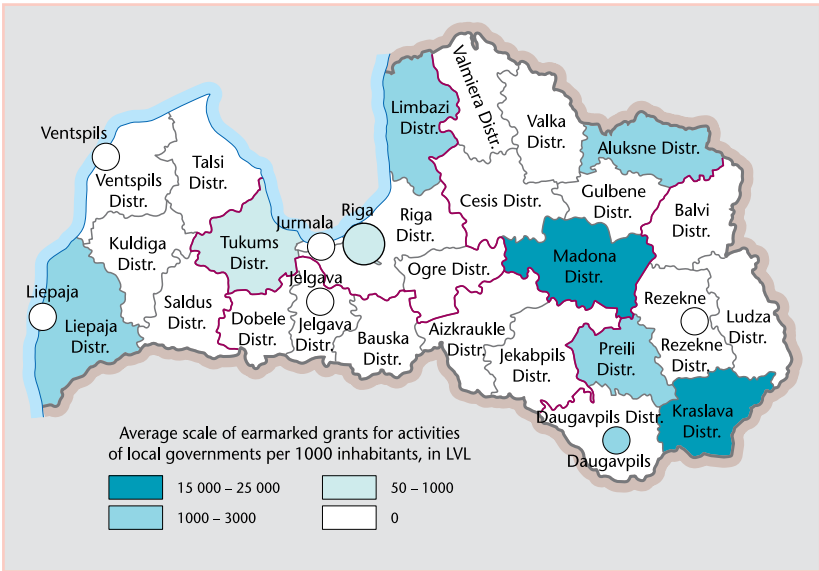 Ventspils
Ventspils
Distr.
Talsi
Distr.
Kuldiga
Distr.
Liepaja
Liepaja
Distr.
Saldus
Distr.
Tukums
Distr.
Dobele
Distr.
Jurmala
Riga
Jelgava
Jelgava
Distr.
Bauska
Distr.
Riga
Distr.
Limbazi
Distr.
Valmiera Distr.
Valka
Distr.
Cesis Distr.
Ogre Distr.
Aizkraukle
Distr.
Aluksne Distr.
Gulbene
Distr.
Balvi
Distr.
Madona
Distr.
Jekabpils
Distr.
Preili
Distr.
Rezekne
Rezekne
Distr.
Ludza
Distr.
Daugavpils Distr.
Daugavpils
Kraslava
Distr.
Average scale of earmarked grants for activities
of local governments per 1000 inhabitants, in LVL
15 000 – 25 000
50 – 1000
1000 – 3000
0